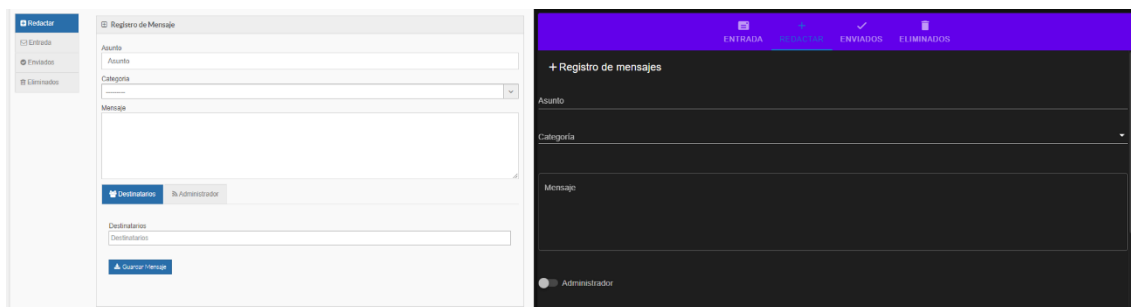 Redactar
Entrada
Enviados
Eliminados
Registro de Mensaje
Asunto
Asunto
Categoría
---------
Mensaje
Destinatarios
Administrador
Destinatarios
Destinatarios
Guardar Mensaje
ENTRADA
REDACTAR
ENVIADOS
ELIMINADOS
Registro de mensajes
Asunto
Categoría
Mensaje
Administrador